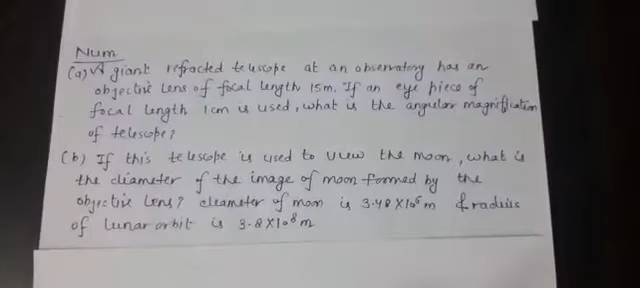 Num
(a) A giant refracted telescope at an observatory has an
objective lens of focal length 15m. If an eye piece of
focal length 1cm is used, what is the angular magnification
of telescope?
(b) If this telescope is used to view the moon, what is
the diameter of the image of moon formed by the
objective lens? diameter of moon is 3.48×10⁶m & radius
of lunar orbit is 3.8×10⁸m